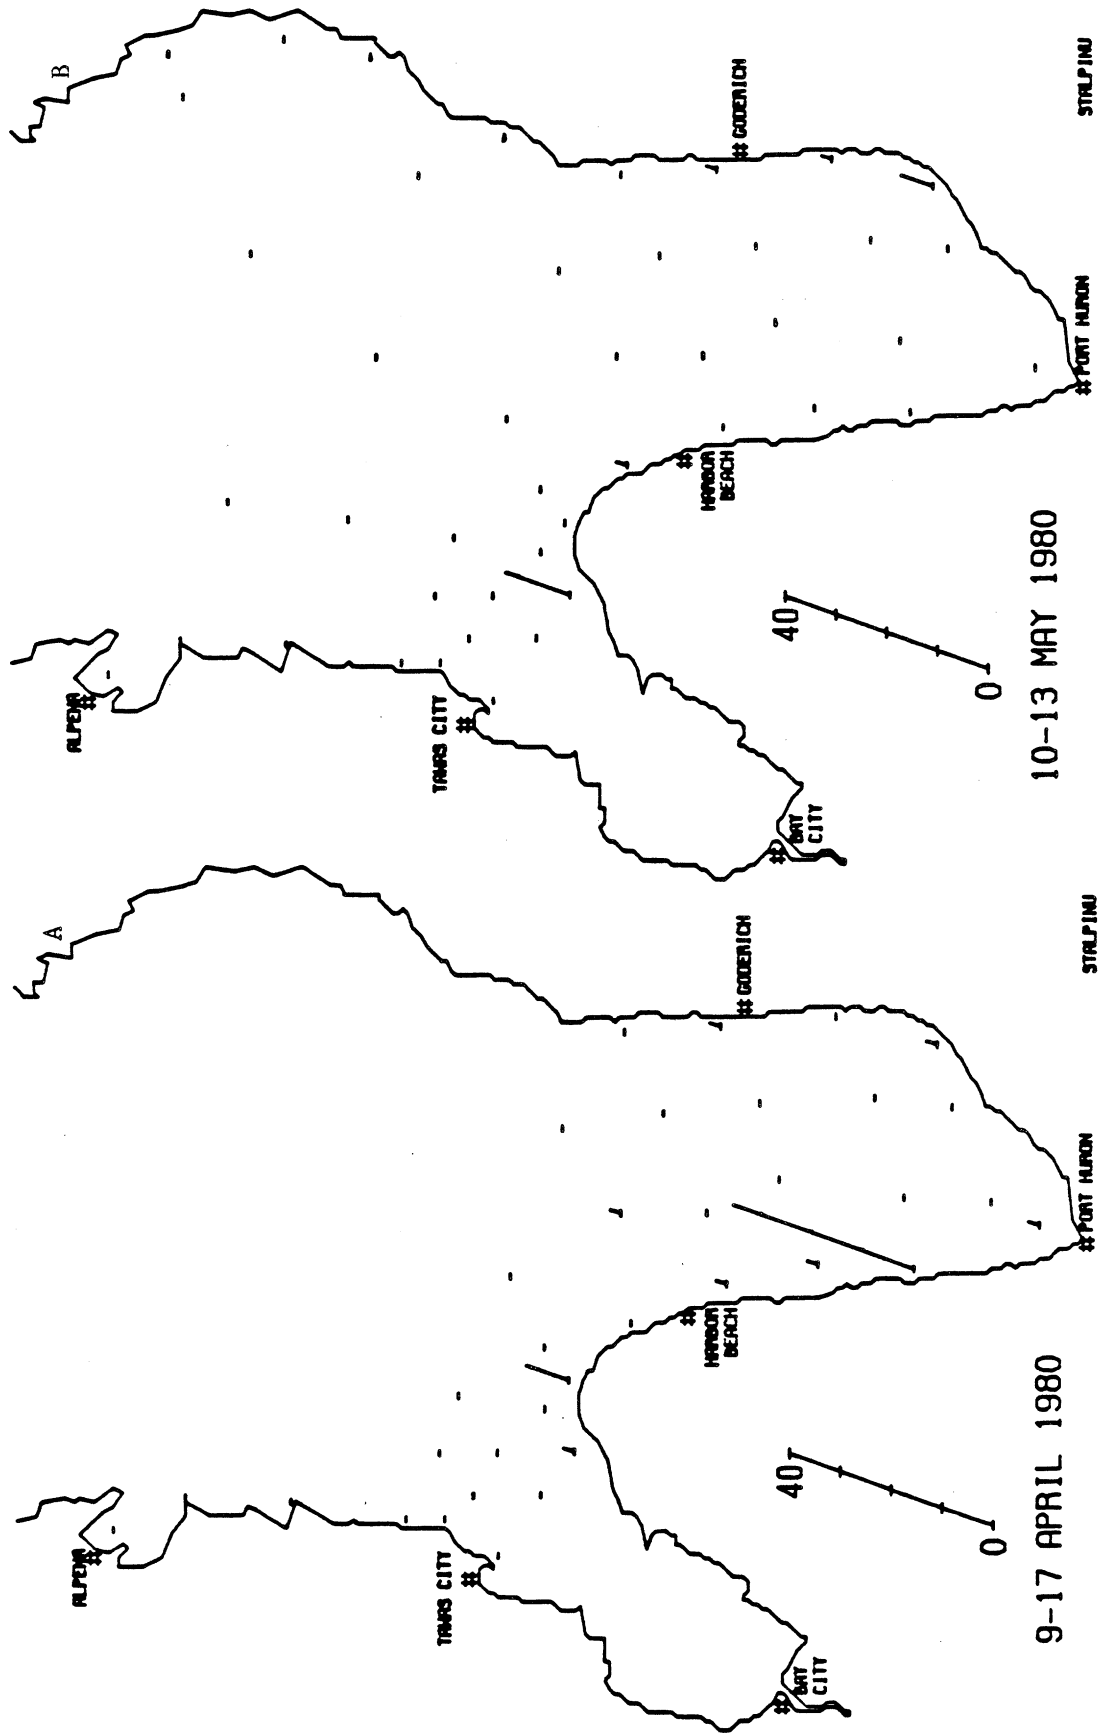 B
ALPENA
#
TAWAS CITY
#
# GODERICH
#
HARBOR
BEACH
#
BAY
CITY
# PORT HURON
40
0
10-13 MAY 1980
STALPINU
A
ALPENA
#
TAWAS CITY
#
# GODERICH
#
HARBOR
BEACH
#
BAY
CITY
# PORT HURON
40
0
9-17 APRIL 1980
STALPINU